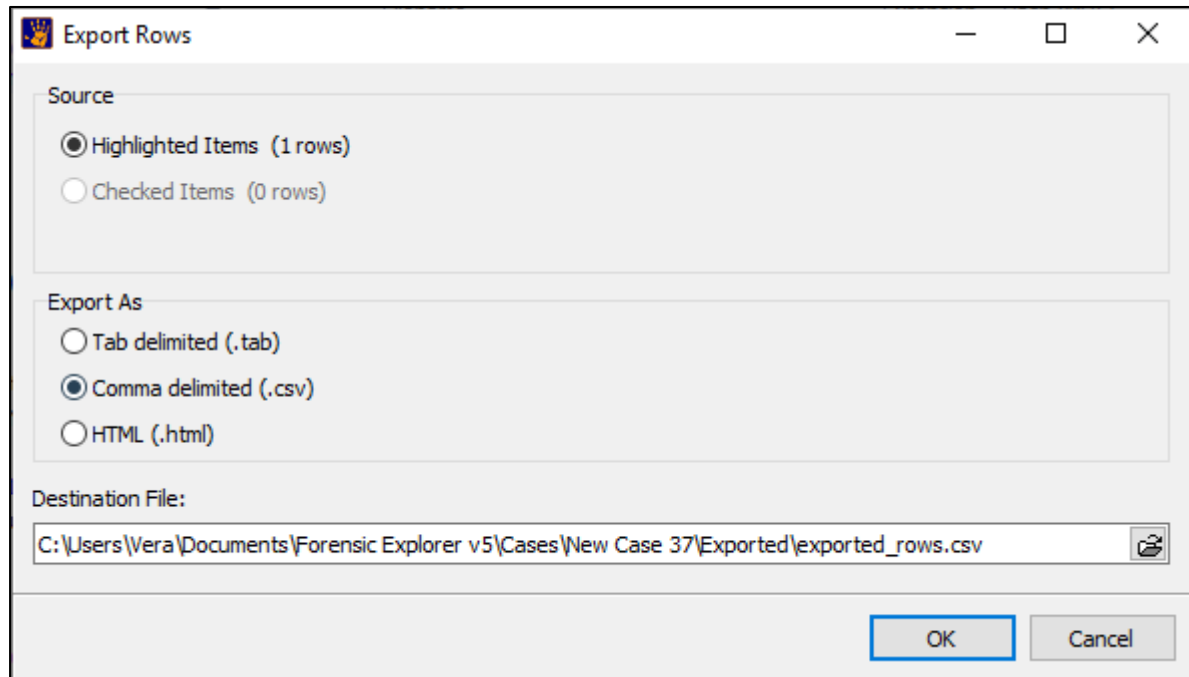 Export Rows
Source
Highlighted Items (1 rows)
Checked Items (0 rows)
Export As
Tab delimited (.tab)
Comma delimited (.csv)
HTML (.html)
Destination File:
C:\Users\Vera\Documents\Forensic Explorer v5\Cases\New Case 37\Exported\exported_rows.csv
OK Cancel